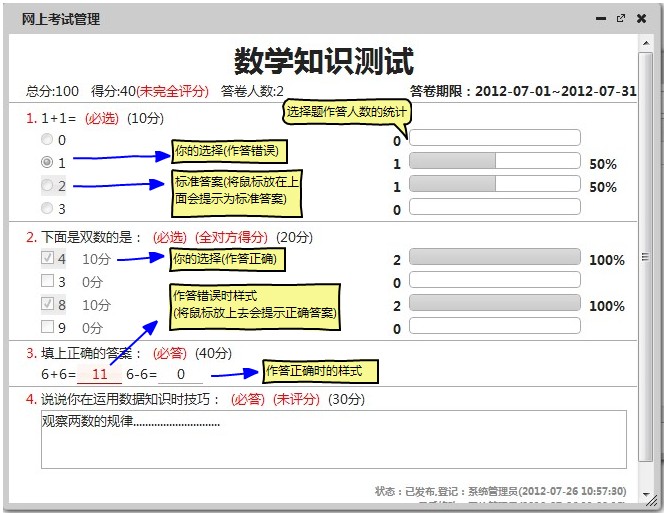 网上考试管理
数学知识测试
总分:100 得分:40(未完全评分) 答卷人数:2 答卷期限：2012-07-01~2012-07-31
选择题作答人数的统计
1. 1+1= (必选) (10分)
0 0
1 你的选择(作答错误) 1 50%
2 标准答案(将鼠标放在上面会提示为标准答案) 1 50%
3 0
2. 下面是双数的是： (必选) (全对方得分) (20分)
4 10分 你的选择(作答正确) 2 100%
3 0分 0
8 10分 2 100%
9 0分 0
作答错误时样式
(将鼠标放上去会提示正确答案)
3. 填上正确的答案： (必答) (40分)
6+6= 11 6-6= 0 作答正确时的样式
4. 说说你在运用数据知识时技巧： (必答) (未评分) (30分)
观察两数的规律.............................
状态：已发布,登记：系统管理员(2012-07-26 10:57:30)